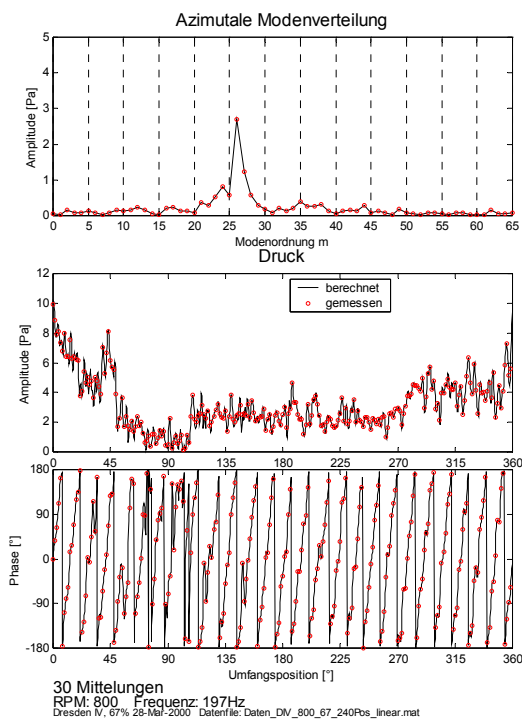 Azimutale Modenverteilung
5
4
3
2
1
0
Amplitude [Pa]
0 5 10 15 20 25 30 35 40 45 50 55 60 65
Modenordnung m
Druck
12
10
8
6
4
2
0
Amplitude [Pa]
berechnet
gemessen
0 45 90 135 180 225 270 315 360
180
90
0
-90
-180
Phase [°]
0 45 90 135 180 225 270 315 360
Umfangsposition [°]
30 Mittelungen
RPM: 800 Frequenz: 197Hz
Dresden IV, 67% 28-Mar-2000 Datenfile: Daten_DIV_800_67_240Pos_linear.mat